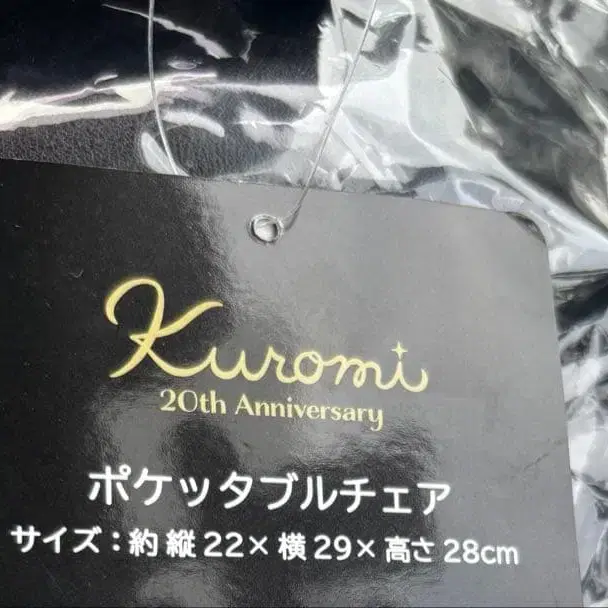 Kuromi
20th Anniversary
ポケッタブルチェア
サイズ：約 縦 22× 横 29× 高さ 28cm